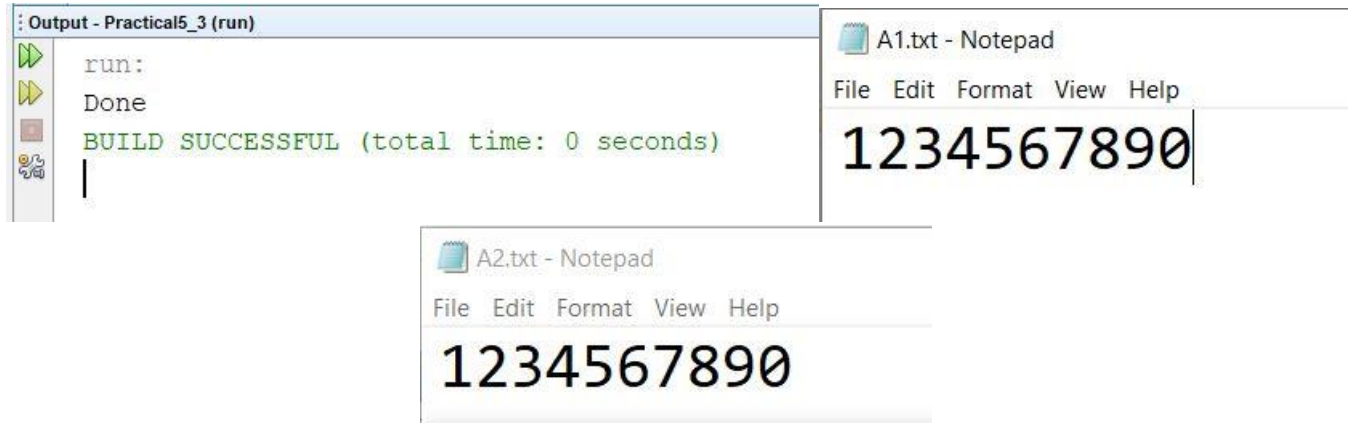 Output - Practical5_3 (run)
run:
Done
BUILD SUCCESSFUL (total time: 0 seconds)
A1.txt - Notepad
File Edit Format View Help
1234567890
A2.txt - Notepad
File Edit Format View Help
1234567890